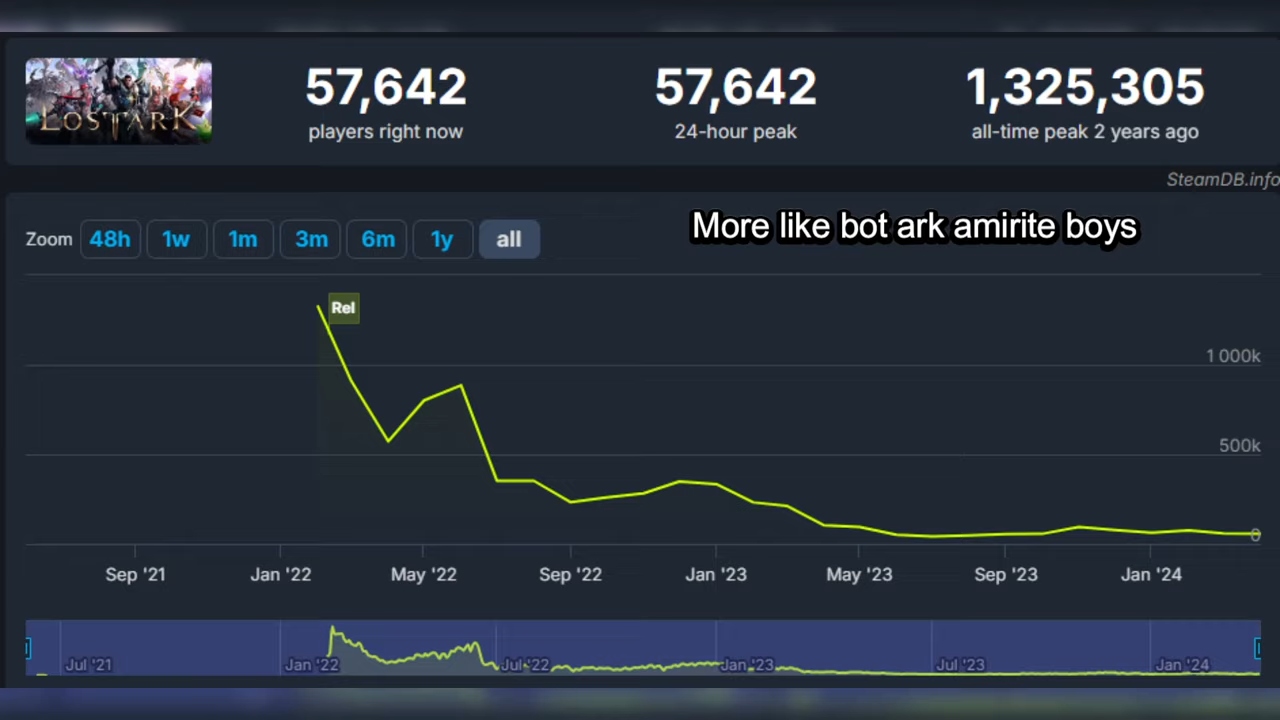 LOST ARK
57,642
players right now
57,642
24-hour peak
1,325,305
all-time peak 2 years ago
SteamDB.info
Zoom 48h 1w 1m 3m 6m 1y all
More like bot ark amirite boys
Rel
1 000k
500k
0
Sep '21 Jan '22 May '22 Sep '22 Jan '23 May '23 Sep '23 Jan '24
Jul '21 Jan '22 Jul '22 Jan '23 Jul '23 Jan '24